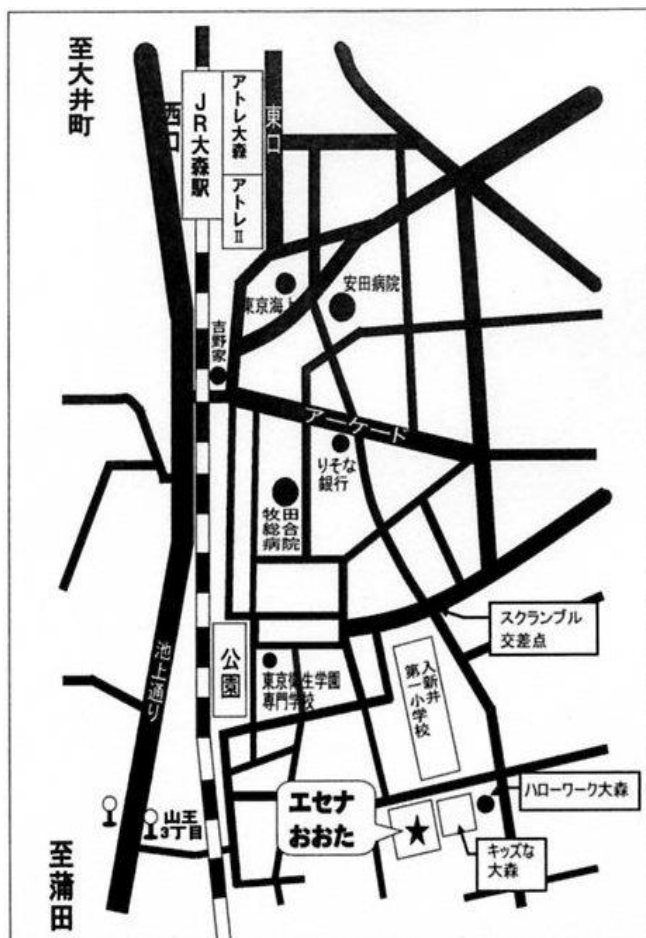 至大井町
西口
JR大森駅
アトレ大森
アトレⅡ
東口
東京海上
安田病院
吉野家
アーケード
りそな
銀行
牧田
総合
病院
スクランブル
交差点
池上通り
公園
東京衛生学園
専門学校
入新井
第一小学校
ハローワーク大森
エセナ
おおた
キッズな
大森
山王
3丁目
至蒲田